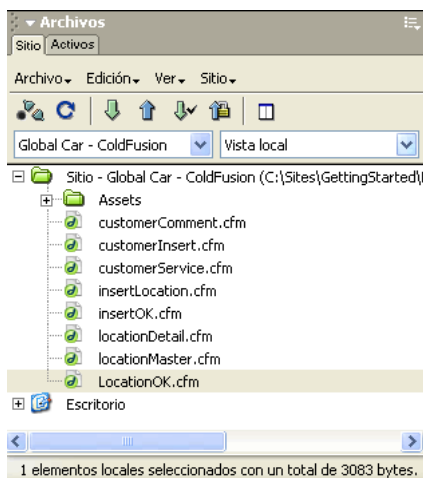 Archivos
Sitio Activos
Archivo Edición Ver Sitio
Global Car - ColdFusion Vista local
Sitio - Global Car - ColdFusion (C:\Sites\GettingStarted\
Assets
customerComment.cfm
customerInsert.cfm
customerService.cfm
insertLocation.cfm
insertOK.cfm
locationDetail.cfm
locationMaster.cfm
LocationOK.cfm
Escritorio
1 elementos locales seleccionados con un total de 3083 bytes.